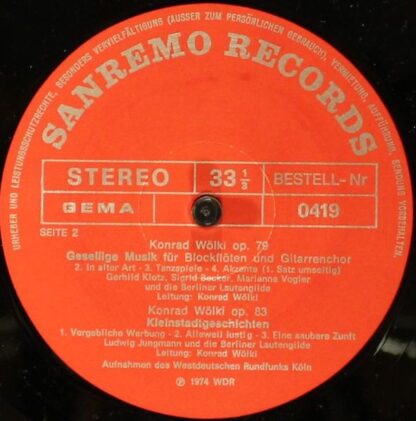 URHEBER UND LEISTUNGSSCHUTZRECHTE, BESONDERS VERVIELFÄLTIGUNG (AUSSER ZUM PERSÖNLICHEN GEBRAUCH), VERMIETUNG, AUFFÜHRUNG, SENDUNG VORBEHALTEN.
SANREMO RECORDS
STEREO 33 1/3 BESTELL-Nr
GEMA 0419
SEITE 2
Konrad Wölki op. 79
Gesellige Musik für Blockflöten und Gitarrenchor
2. In alter Art - 3. Tanzspiele - 4. Akzente (1. Satz umseitig)
Gerhild Klotz, Sigrid Becker, Marianne Vogler
und die Berliner Lautengilde
Leitung: Konrad Wölki
Konrad Wölki op. 83
Kleinstadtgeschichten
1. Vergebliche Werbung - 2. Alleweil lustig - 3. Eine saubere Zunft
Ludwig Jungmann und die Berliner Lautengilde
Leitung: Konrad Wölki
Aufnahmen des Westdeutschen Rundfunks Köln
℗ 1974 WDR